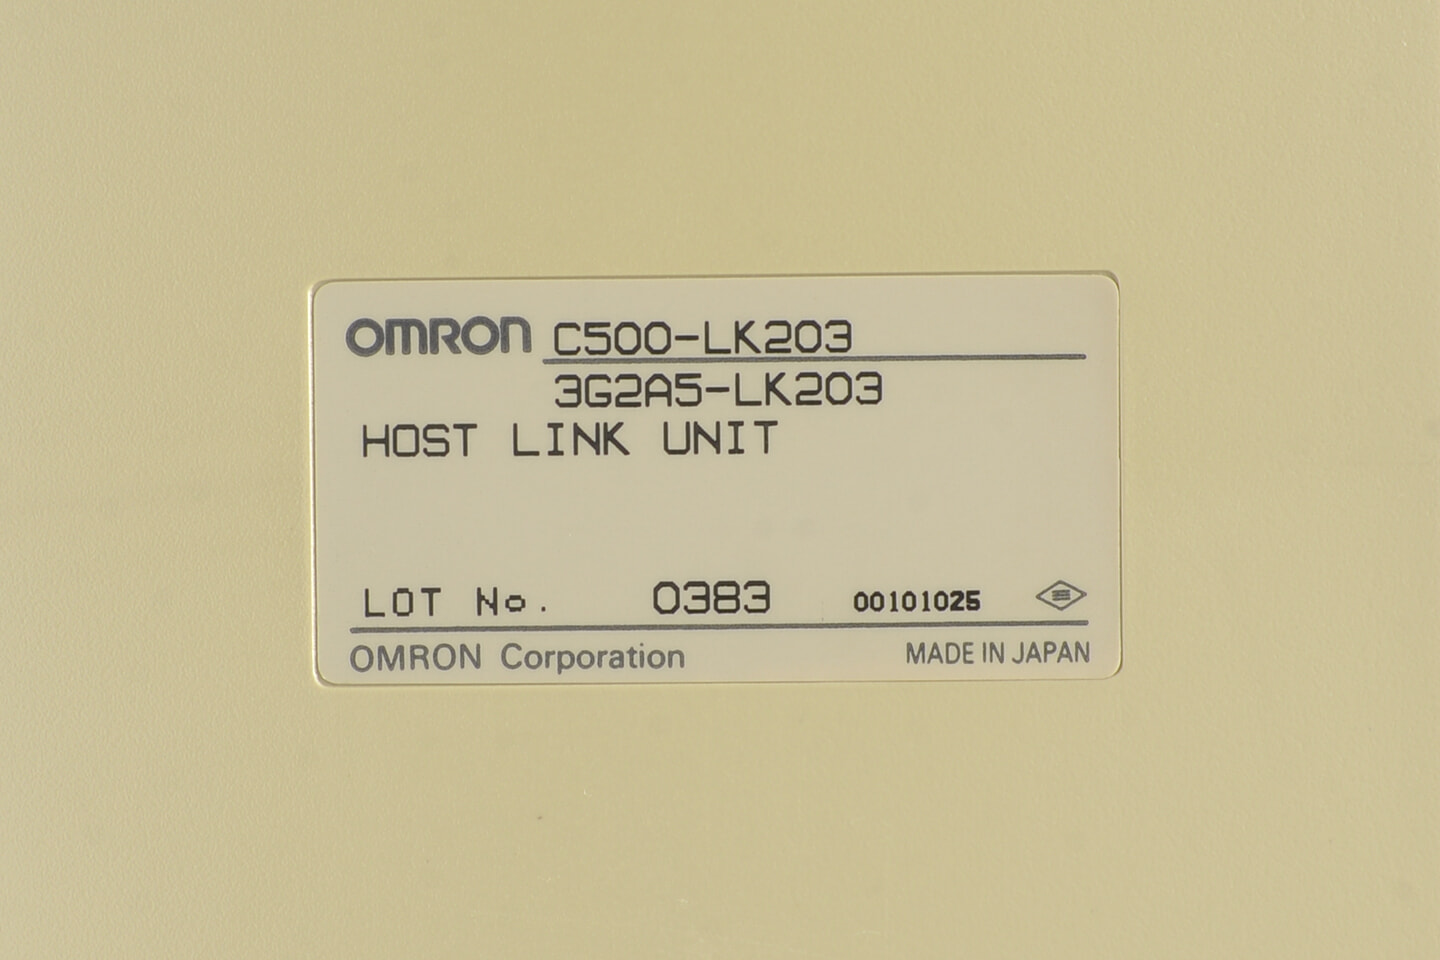 OMRON C500-LK203
3G2A5-LK203
HOST LINK UNIT
LOT No. 0383 00101025
OMRON Corporation MADE IN JAPAN